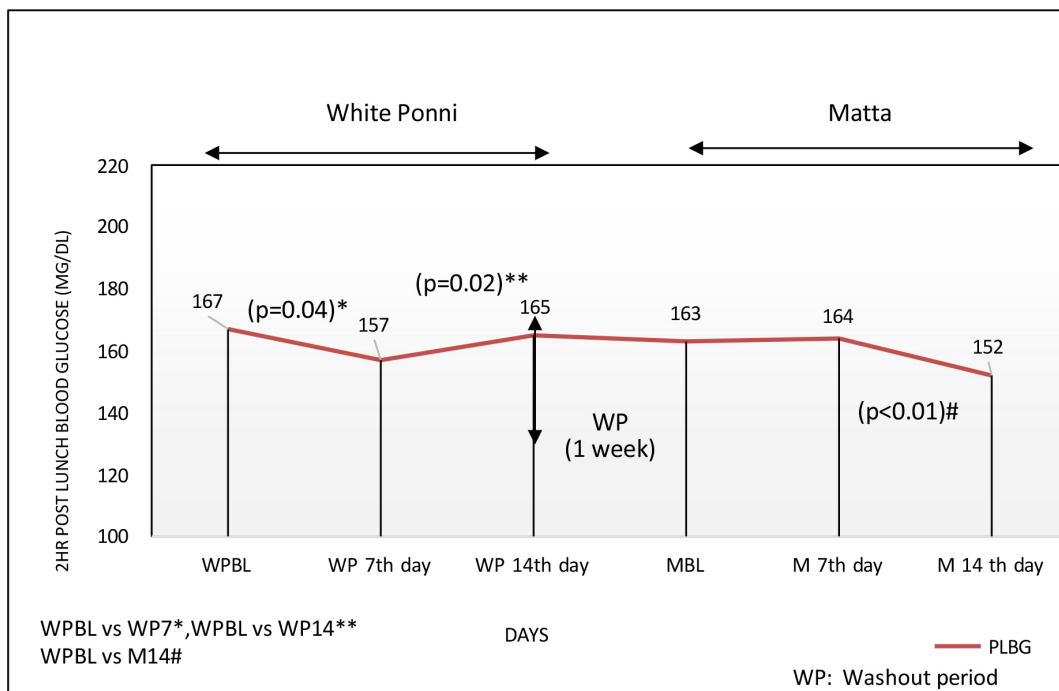 White Ponni Matta
220
200
180
160
140
120
100
2HR POST LUNCH BLOOD GLUCOSE (MG/DL)
167
(p=0.04)*
157
(p=0.02)**
165
163
164
152
(p<0.01)#
WP
(1 week)
WPBL WP 7th day WP 14th day MBL M 7th day M 14 th day
DAYS
WPBL vs WP7*,WPBL vs WP14**
WPBL vs M14#
PLBG
WP: Washout period